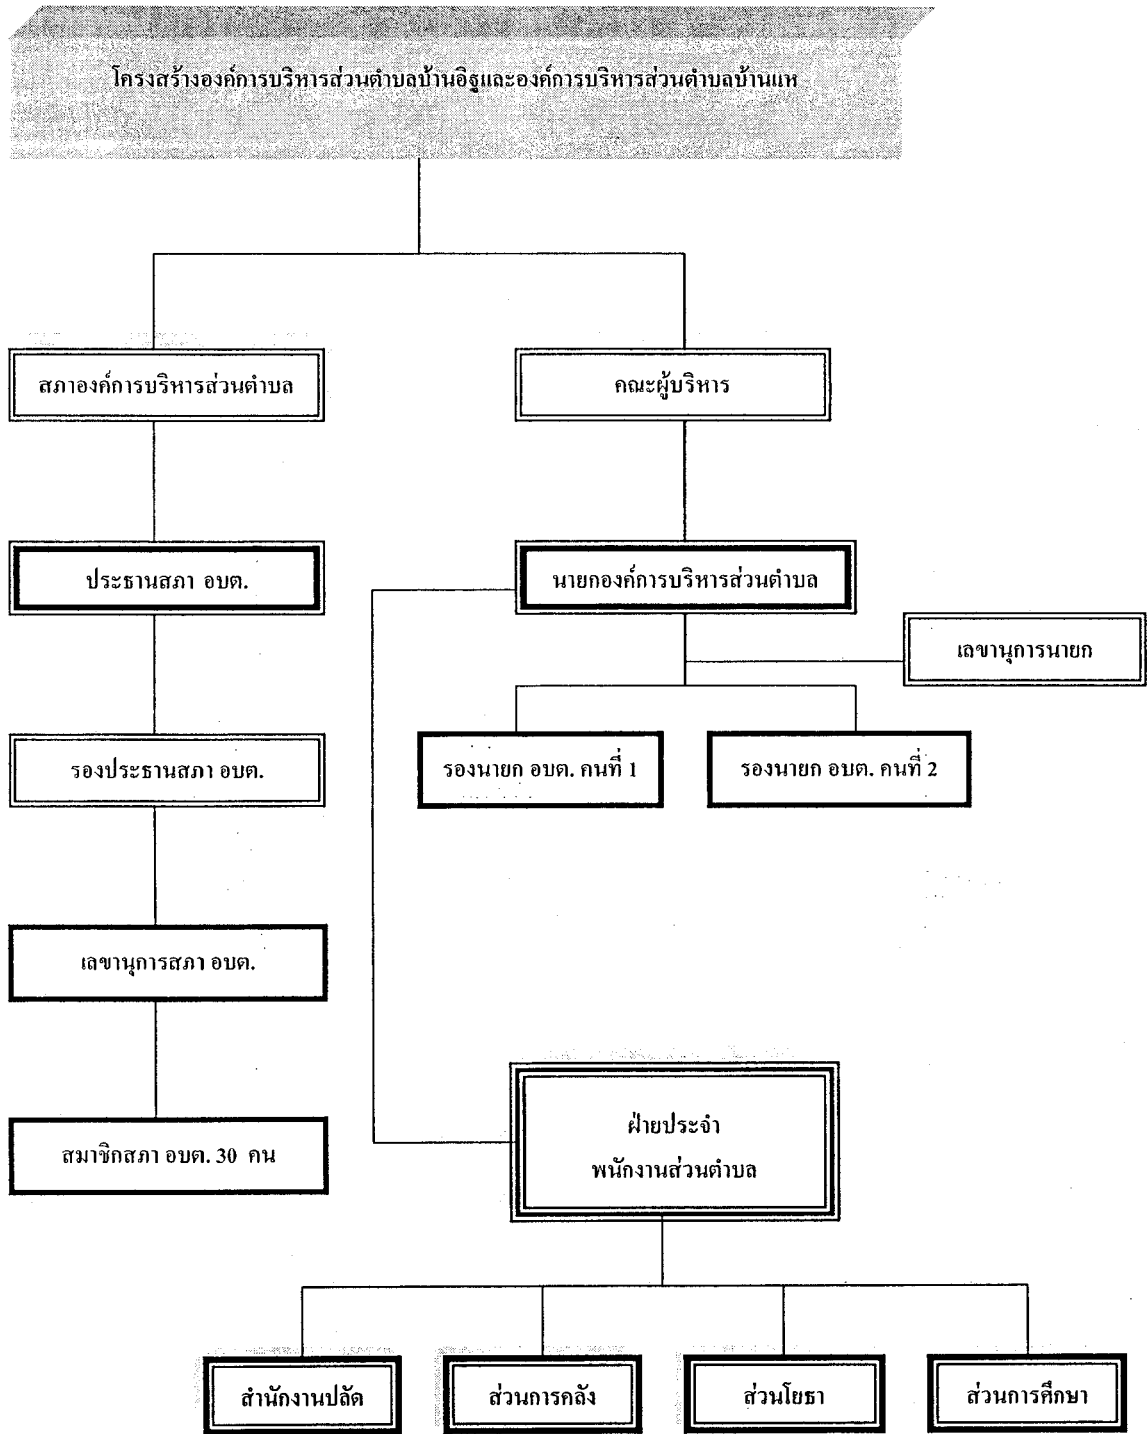 โครงสร้างองค์การบริหารส่วนตำบลบ้านอิฐและองค์การบริหารส่วนตำบลบ้านแห
สภาองค์การบริหารส่วนตำบล
คณะผู้บริหาร
ประธานสภา อบต.
นายกองค์การบริหารส่วนตำบล
เลขานุการนายก
รองประธานสภา อบต.
รองนายก อบต. คนที่ 1
รองนายก อบต. คนที่ 2
เลขานุการสภา อบต.
สมาชิกสภา อบต. 30 คน
ฝ่ายประจำ
พนักงานส่วนตำบล
สำนักงานปลัด
ส่วนการคลัง
ส่วนโยธา
ส่วนการศึกษา